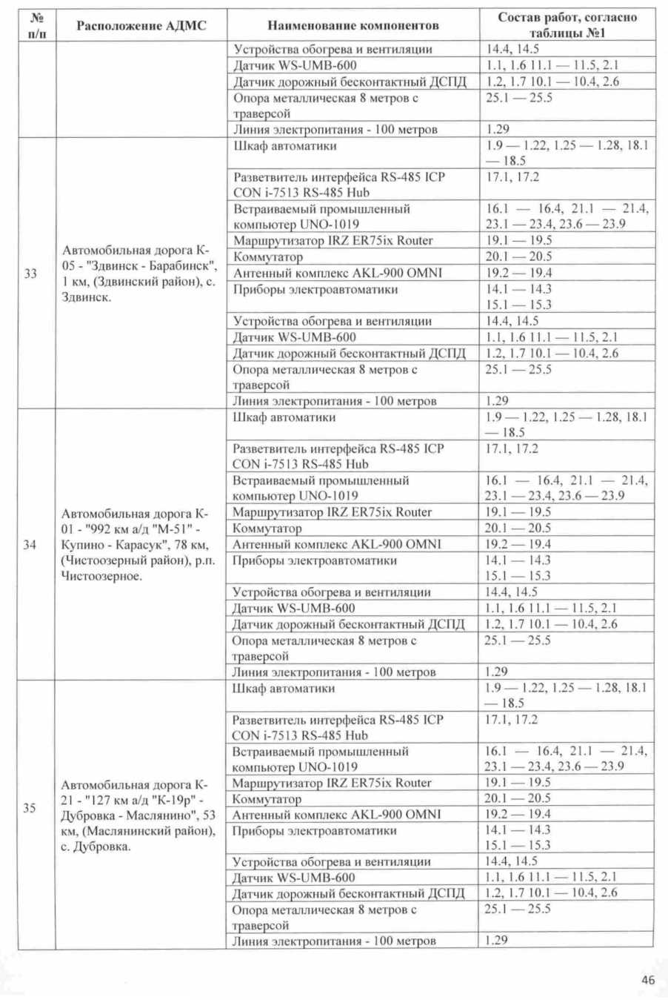 № п/п
Расположение АДМС
Наименование компонентов
Состав работ, согласно таблицы №1
Устройства обогрева и вентиляции 14.4, 14.5
Датчик WS-UMB-600 1.1, 1.6 11.1 — 11.5, 2.1
Датчик дорожный бесконтактный ДСПД 1.2, 1.7 10.1 — 10.4, 2.6
Опора металлическая 8 метров с 25.1 — 25.5
траверсой
Линия электропитания - 100 метров 1.29
33
Автомобильная дорога К-
05 - "Здвинск - Барабинск",
1 км, (Здвинский район), с.
Здвинск.
Шкаф автоматики 1.9 — 1.22, 1.25 — 1.28, 18.1
— 18.5
Разветвитель интерфейса RS-485 ICP 17.1, 17.2
CON i-7513 RS-485 Hub
Встраиваемый промышленный 16.1 — 16.4, 21.1 — 21.4,
компьютер UNO-1019 23.1 — 23.4, 23.6 — 23.9
Маршрутизатор IRZ ER75ix Router 19.1 — 19.5
Коммутатор 20.1 — 20.5
Антенный комплекс AKL-900 OMNI 19.2 — 19.4
Приборы электроавтоматики 14.1 — 14.3
15.1 — 15.3
Устройства обогрева и вентиляции 14.4, 14.5
Датчик WS-UMB-600 1.1, 1.6 11.1 — 11.5, 2.1
Датчик дорожный бесконтактный ДСПД 1.2, 1.7 10.1 — 10.4, 2.6
Опора металлическая 8 метров с 25.1 — 25.5
траверсой
Линия электропитания - 100 метров 1.29
34
Автомобильная дорога К-
01 - "992 км а/д "М-51" -
Купино - Карасук", 78 км,
(Чистоозерный район), р.п.
Чистоозерное.
Шкаф автоматики 1.9 — 1.22, 1.25 — 1.28, 18.1
— 18.5
Разветвитель интерфейса RS-485 ICP 17.1, 17.2
CON i-7513 RS-485 Hub
Встраиваемый промышленный 16.1 — 16.4, 21.1 — 21.4,
компьютер UNO-1019 23.1 — 23.4, 23.6 — 23.9
Маршрутизатор IRZ ER75ix Router 19.1 — 19.5
Коммутатор 20.1 — 20.5
Антенный комплекс AKL-900 OMNI 19.2 — 19.4
Приборы электроавтоматики 14.1 — 14.3
15.1 — 15.3
Устройства обогрева и вентиляции 14.4, 14.5
Датчик WS-UMB-600 1.1, 1.6 11.1 — 11.5, 2.1
Датчик дорожный бесконтактный ДСПД 1.2, 1.7 10.1 — 10.4, 2.6
Опора металлическая 8 метров с 25.1 — 25.5
траверсой
Линия электропитания - 100 метров 1.29
35
Автомобильная дорога К-
21 - "127 км а/д "К-19р" -
Дубровка - Маслянино", 53
км, (Маслянинский район),
с. Дубровка.
Шкаф автоматики 1.9 — 1.22, 1.25 — 1.28, 18.1
— 18.5
Разветвитель интерфейса RS-485 ICP 17.1, 17.2
CON i-7513 RS-485 Hub
Встраиваемый промышленный 16.1 — 16.4, 21.1 — 21.4,
компьютер UNO-1019 23.1 — 23.4, 23.6 — 23.9
Маршрутизатор IRZ ER75ix Router 19.1 — 19.5
Коммутатор 20.1 — 20.5
Антенный комплекс AKL-900 OMNI 19.2 — 19.4
Приборы электроавтоматики 14.1 — 14.3
15.1 — 15.3
Устройства обогрева и вентиляции 14.4, 14.5
Датчик WS-UMB-600 1.1, 1.6 11.1 — 11.5, 2.1
Датчик дорожный бесконтактный ДСПД 1.2, 1.7 10.1 — 10.4, 2.6
Опора металлическая 8 метров с 25.1 — 25.5
траверсой
Линия электропитания - 100 метров 1.29
46